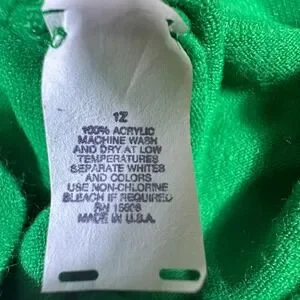 1Z
100% ACRYLIC
MACHINE WASH
AND DRY AT LOW
TEMPERATURES
SEPARATE WHITES
AND COLORS
USE NON-CHLORINE
BLEACH IF REQUIRED
RN 15606
MADE IN U.S.A.